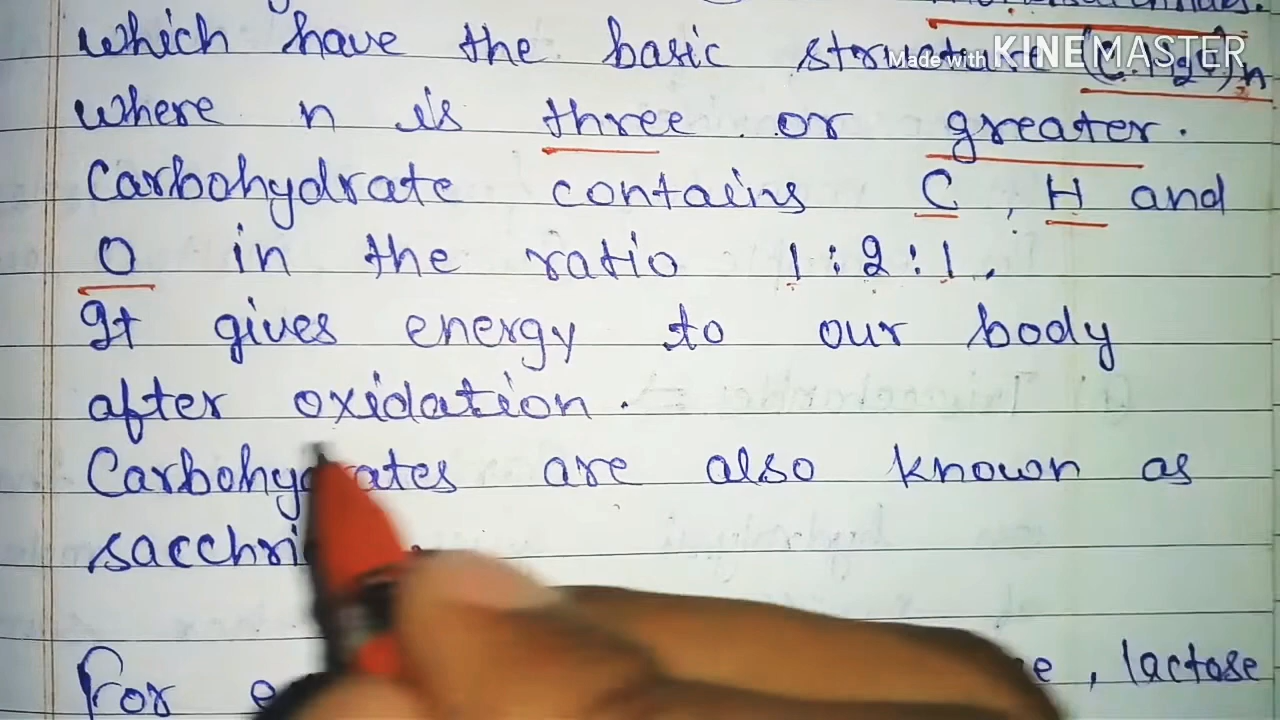 which have the basic structure (CH2O)n
Made with KINEMASTER
where n is three or greater.
Carbohydrate contains C, H and
O in the ratio 1:2:1.
It gives energy to our body
after oxidation.
Carbohydrates are also known as
sacchri
For e , lactose